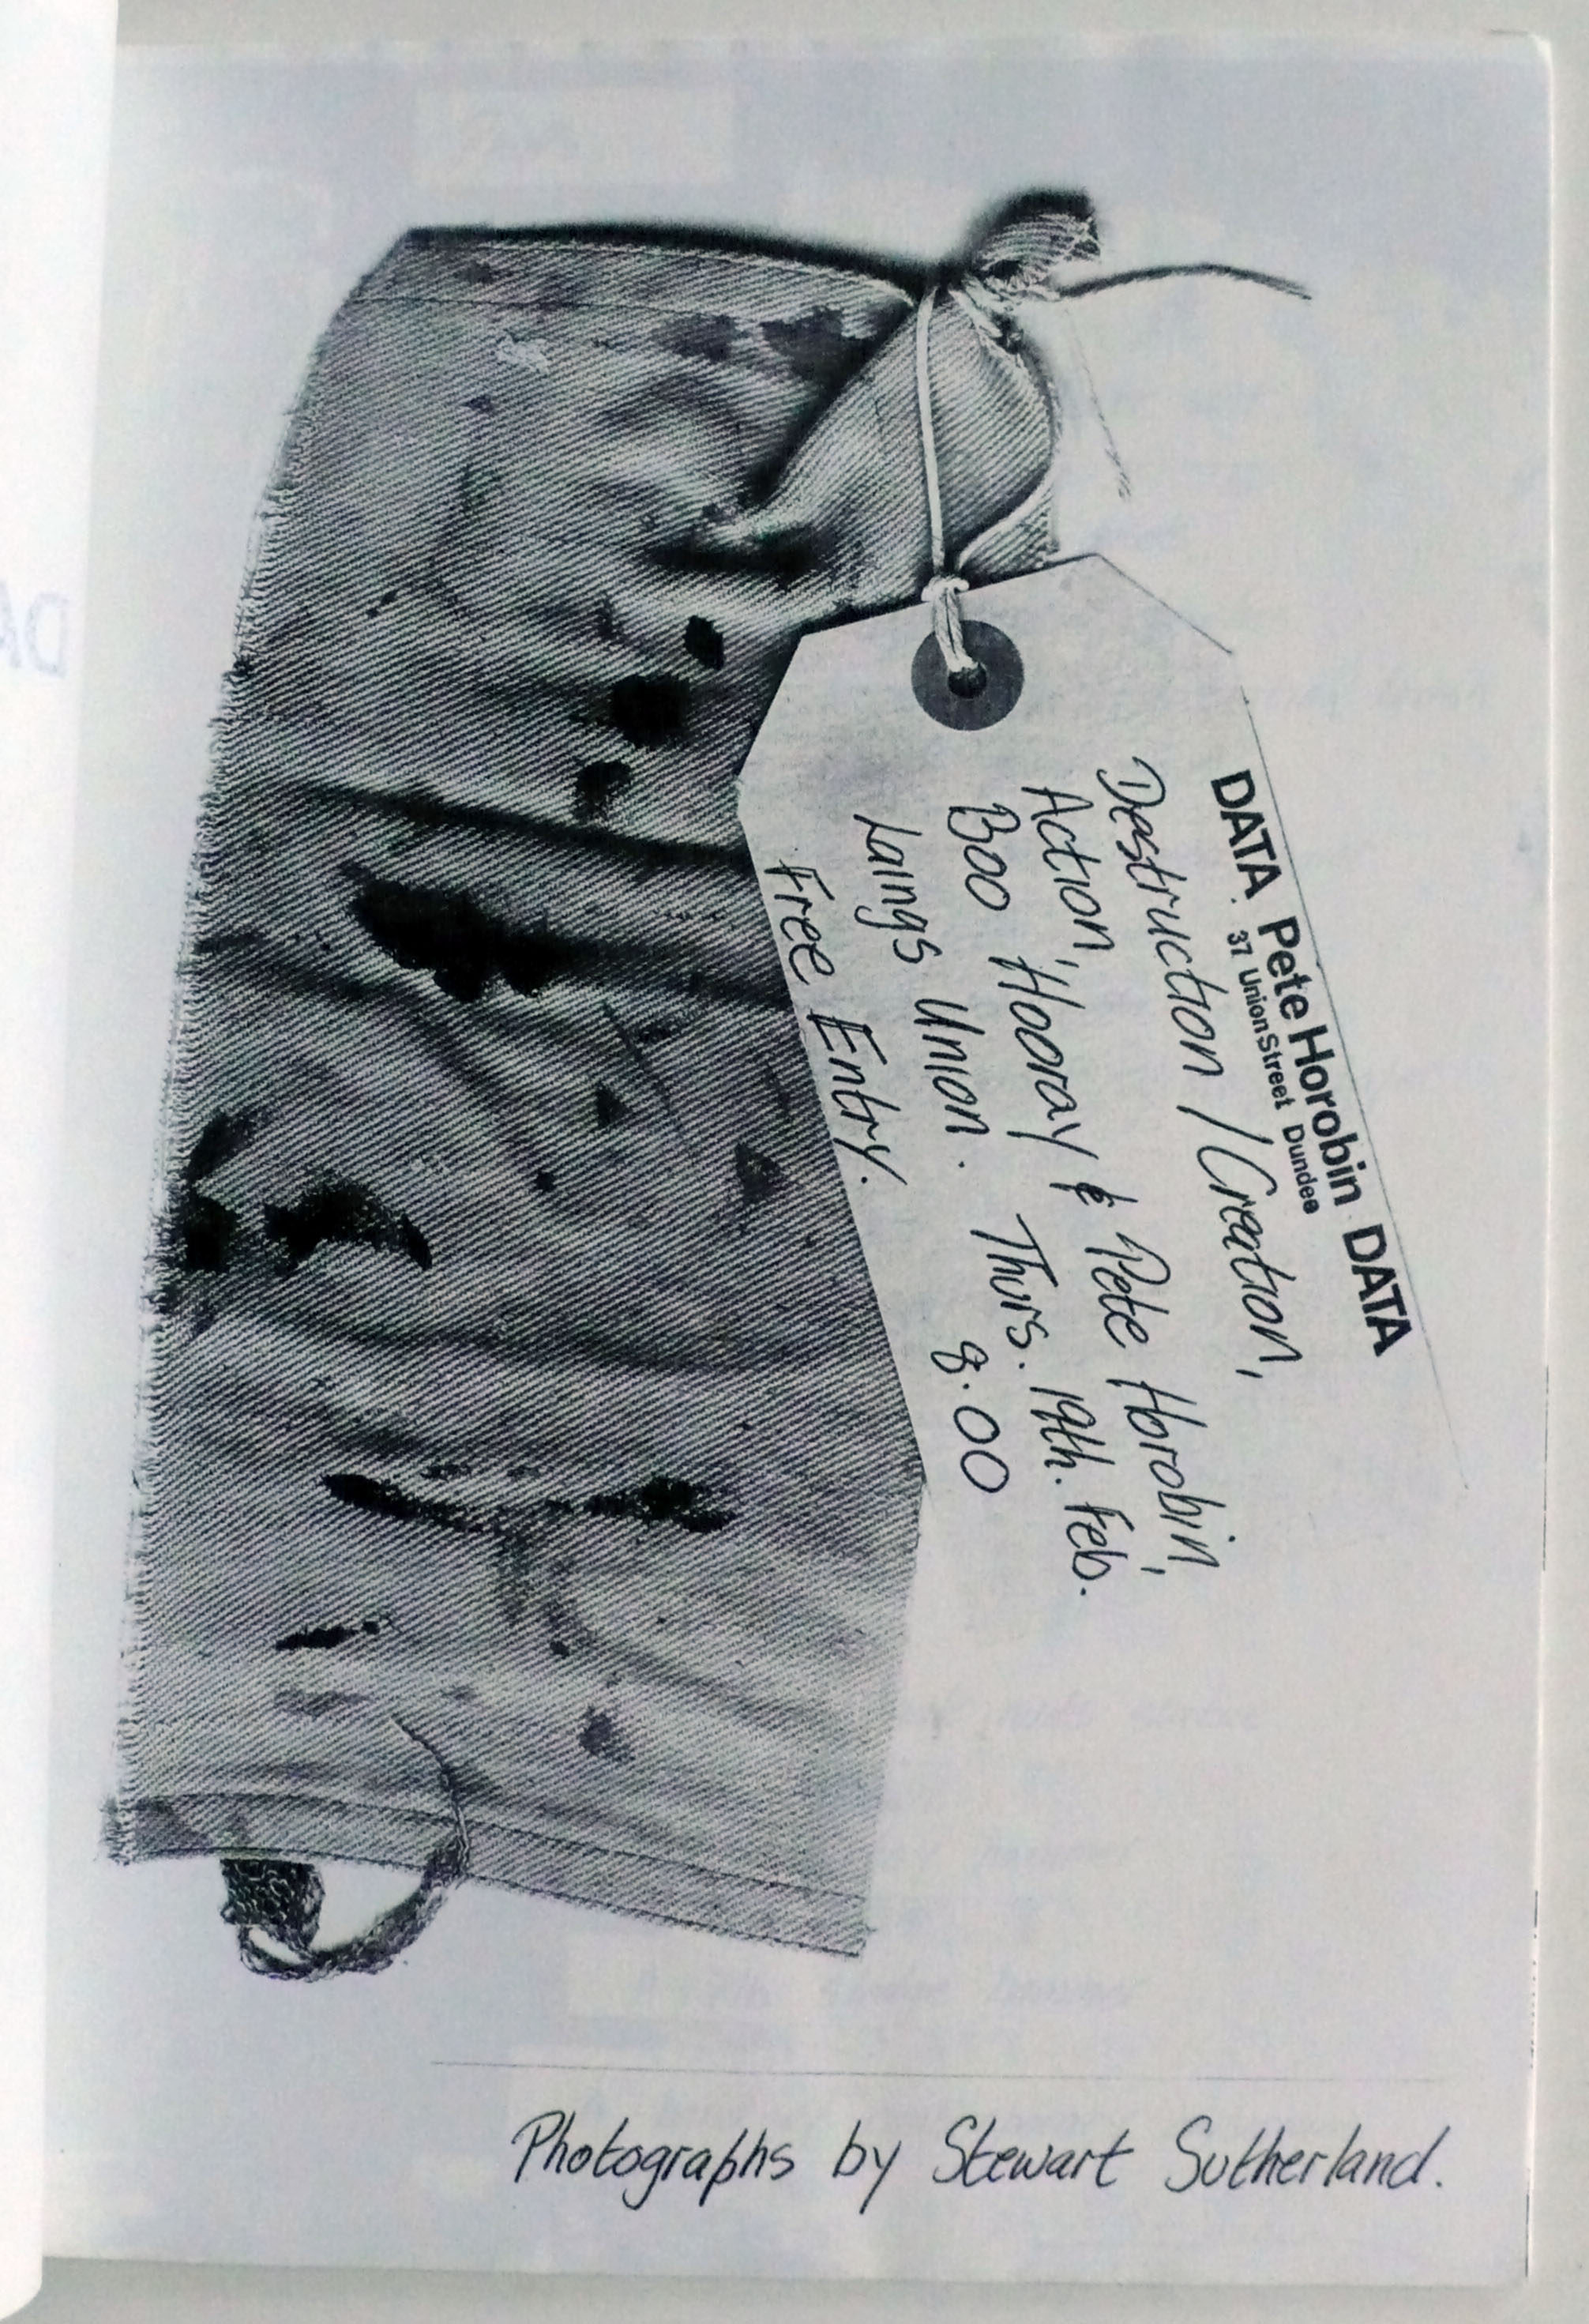 DATA Pete Horobin DATA
37 Union Street Dundee
Destruction / Creation,
Action,
Boo Hooray & Pete Horobin,
Laings Union. Thurs. 19th. Feb.
Free Entry. 8.00
Photographs by Stewart Sutherland.